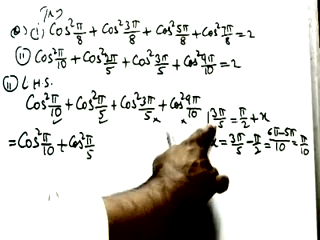 (i) Cos²π/8 + Cos²3π/8 + Cos²5π/8 + Cos²7π/8 = 2
(ii) Cos²π/10 + Cos²2π/5 + Cos²3π/5 + Cos²9π/10 = 2
(ii) L.H.S.
Cos²π/10 + Cos²π/5 + Cos²3π/5 + Cos²9π/10
3π/5 = π/2 + x
= Cos²π/10 + Cos²π/5
x = 3π/5 - π/2 = (6π-5π)/10 = π/10